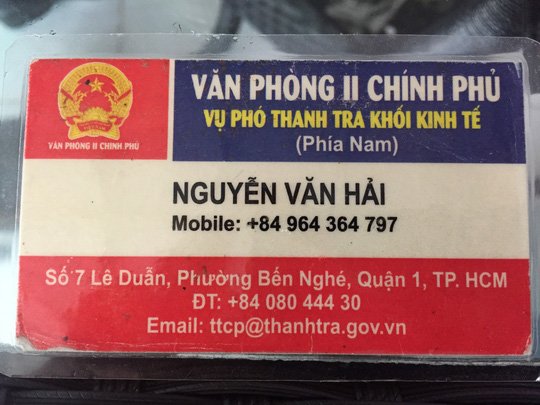 VĂN PHÒNG II CHÍNH PHỦ
VỤ PHÓ THANH TRA KHỐI KINH TẾ
(Phía Nam)
VĂN PHÒNG II CHÍNH PHỦ
NGUYỄN VĂN HẢI
Mobile: +84 964 364 797
Số 7 Lê Duẫn, Phường Bến Nghé, Quận 1, TP. HCM
ĐT: +84 080 444 30
Email: ttcp@thanhtra.gov.vn